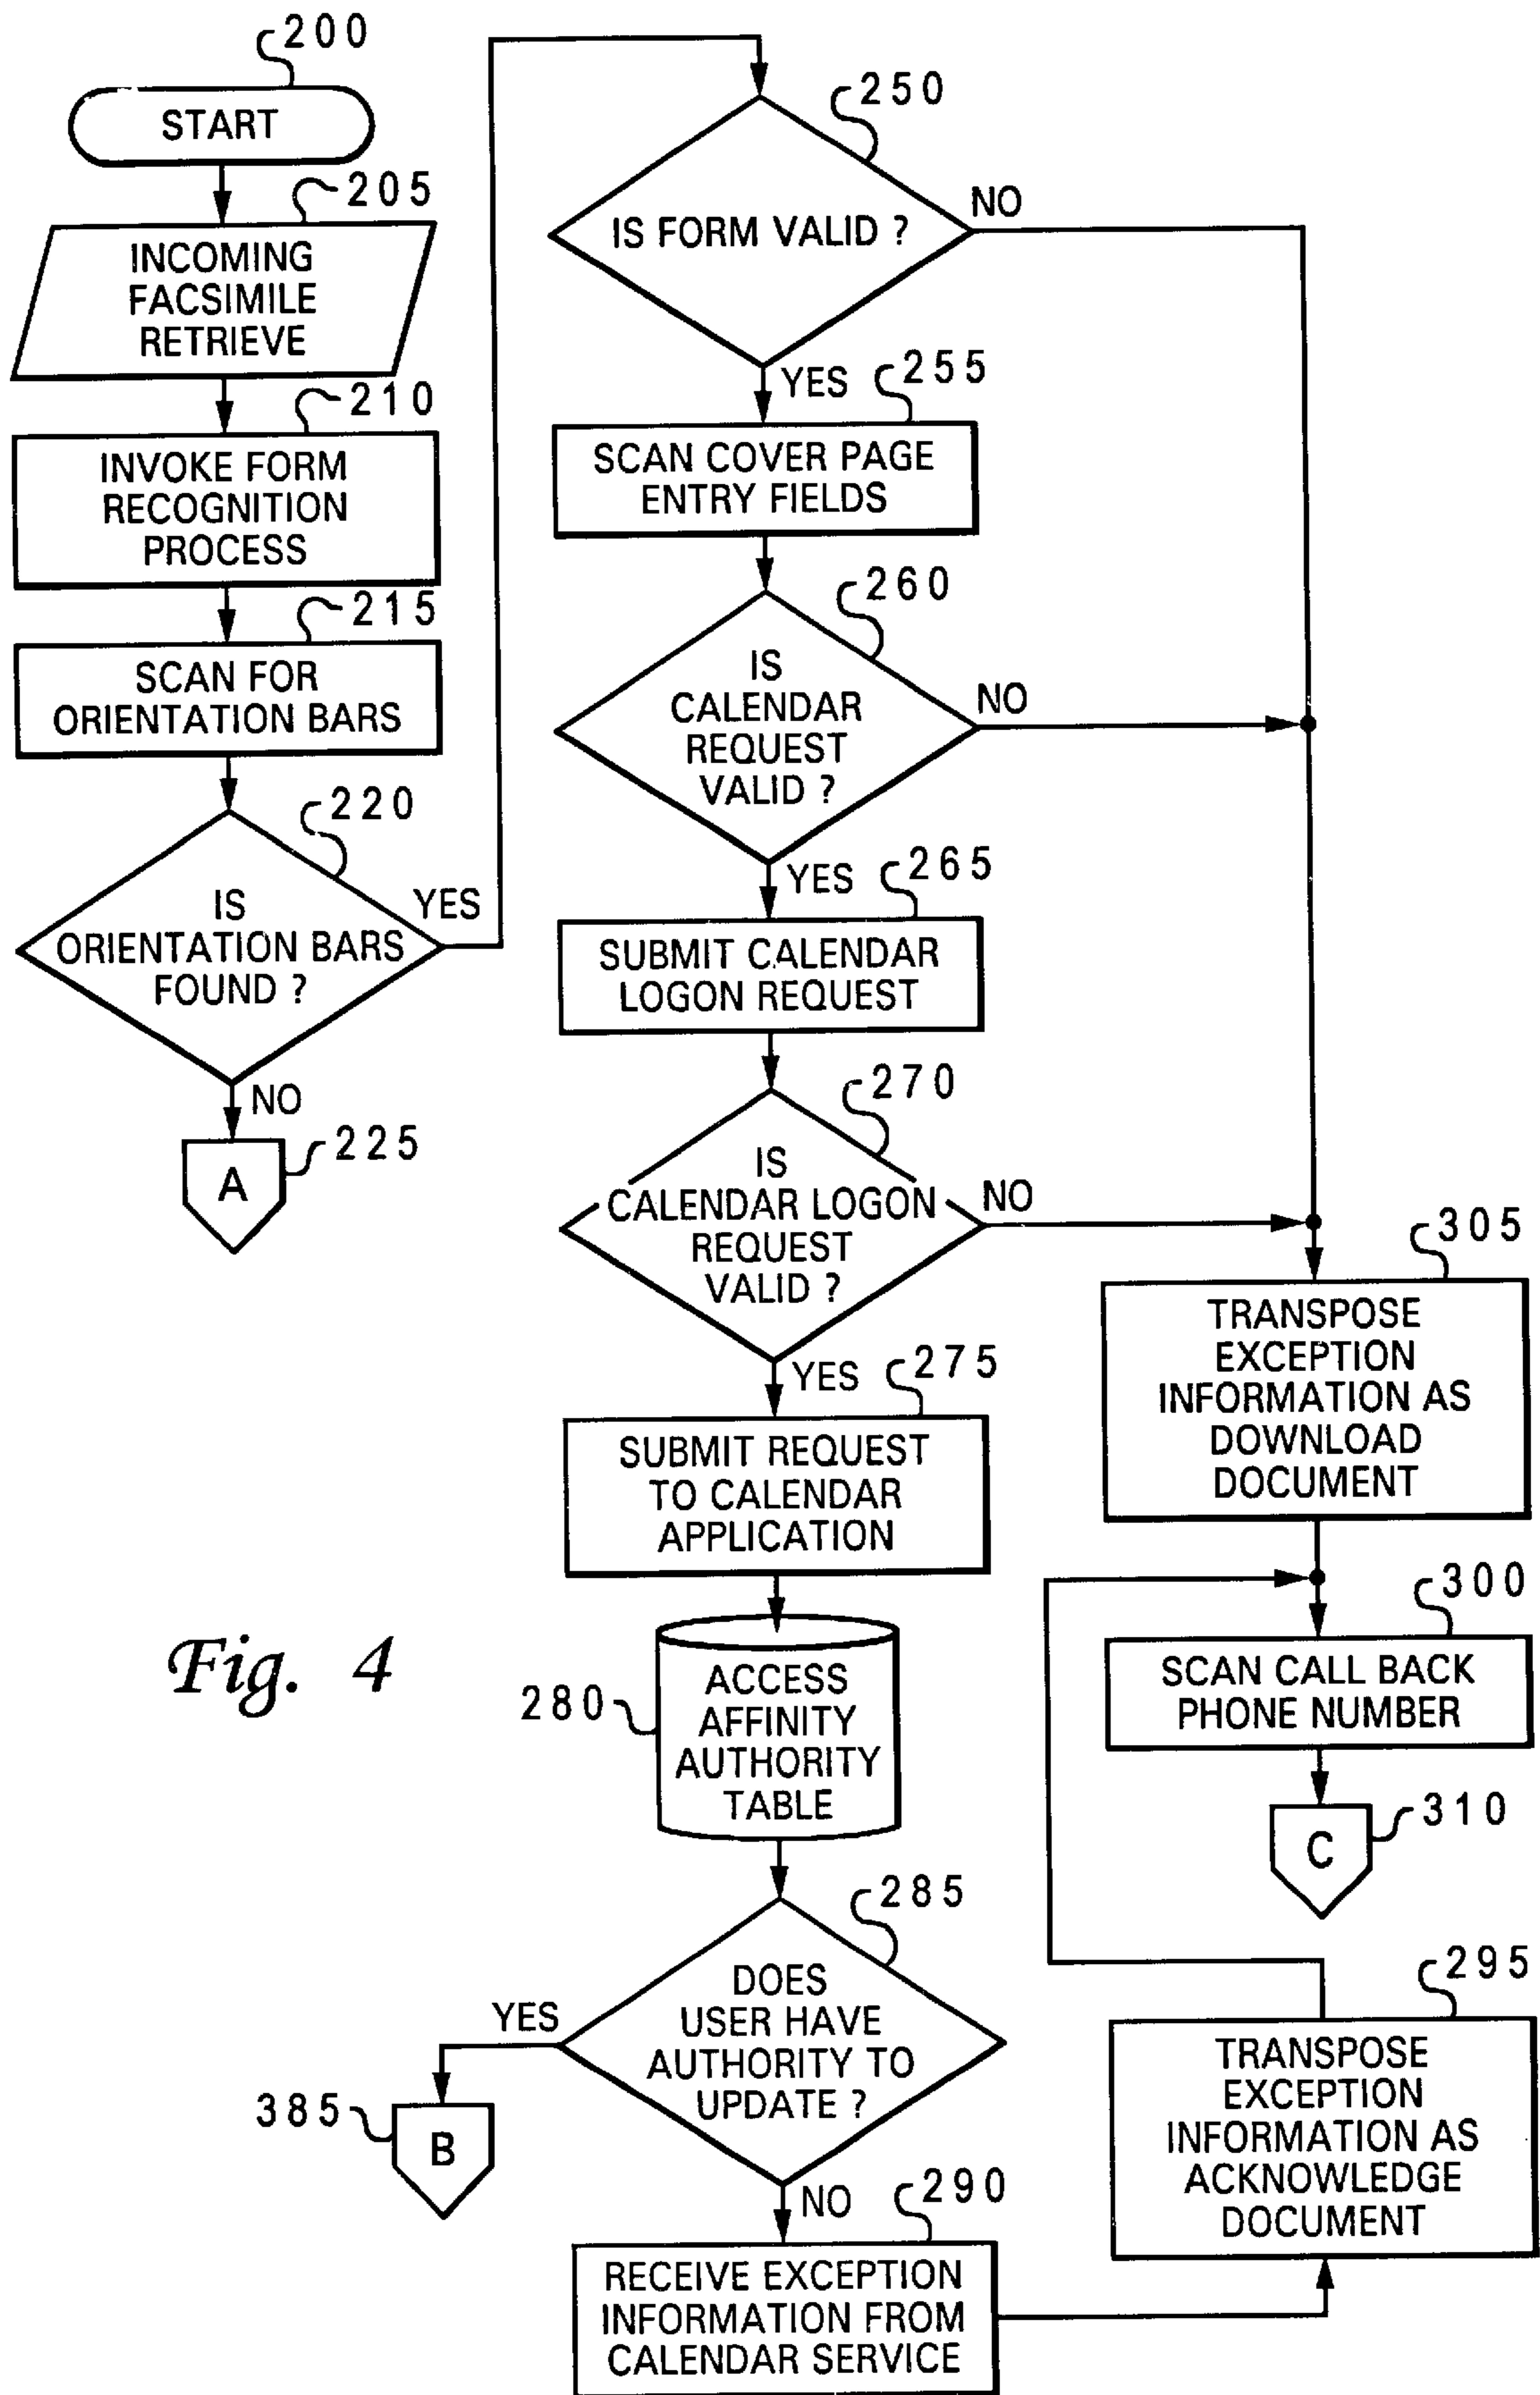 200
START
205
INCOMING
FACSIMILE
RETRIEVE
210
INVOKE FORM
RECOGNITION
PROCESS
215
SCAN FOR
ORIENTATION BARS
220
IS
ORIENTATION BARS
FOUND ?
YES
NO
A
225
250
IS FORM VALID ?
NO
YES
255
SCAN COVER PAGE
ENTRY FIELDS
260
IS
CALENDAR
REQUEST
VALID ?
NO
YES
265
SUBMIT CALENDAR
LOGON REQUEST
270
IS
CALENDAR LOGON
REQUEST
VALID ?
NO
YES
275
SUBMIT REQUEST
TO CALENDAR
APPLICATION
280
ACCESS
AFFINITY
AUTHORITY
TABLE
285
DOES
USER HAVE
AUTHORITY TO
UPDATE ?
YES
385
B
NO
290
RECEIVE EXCEPTION
INFORMATION FROM
CALENDAR SERVICE
305
TRANSPOSE
EXCEPTION
INFORMATION AS
DOWNLOAD
DOCUMENT
300
SCAN CALL BACK
PHONE NUMBER
C
310
295
TRANSPOSE
EXCEPTION
INFORMATION AS
ACKNOWLEDGE
DOCUMENT
Fig. 4